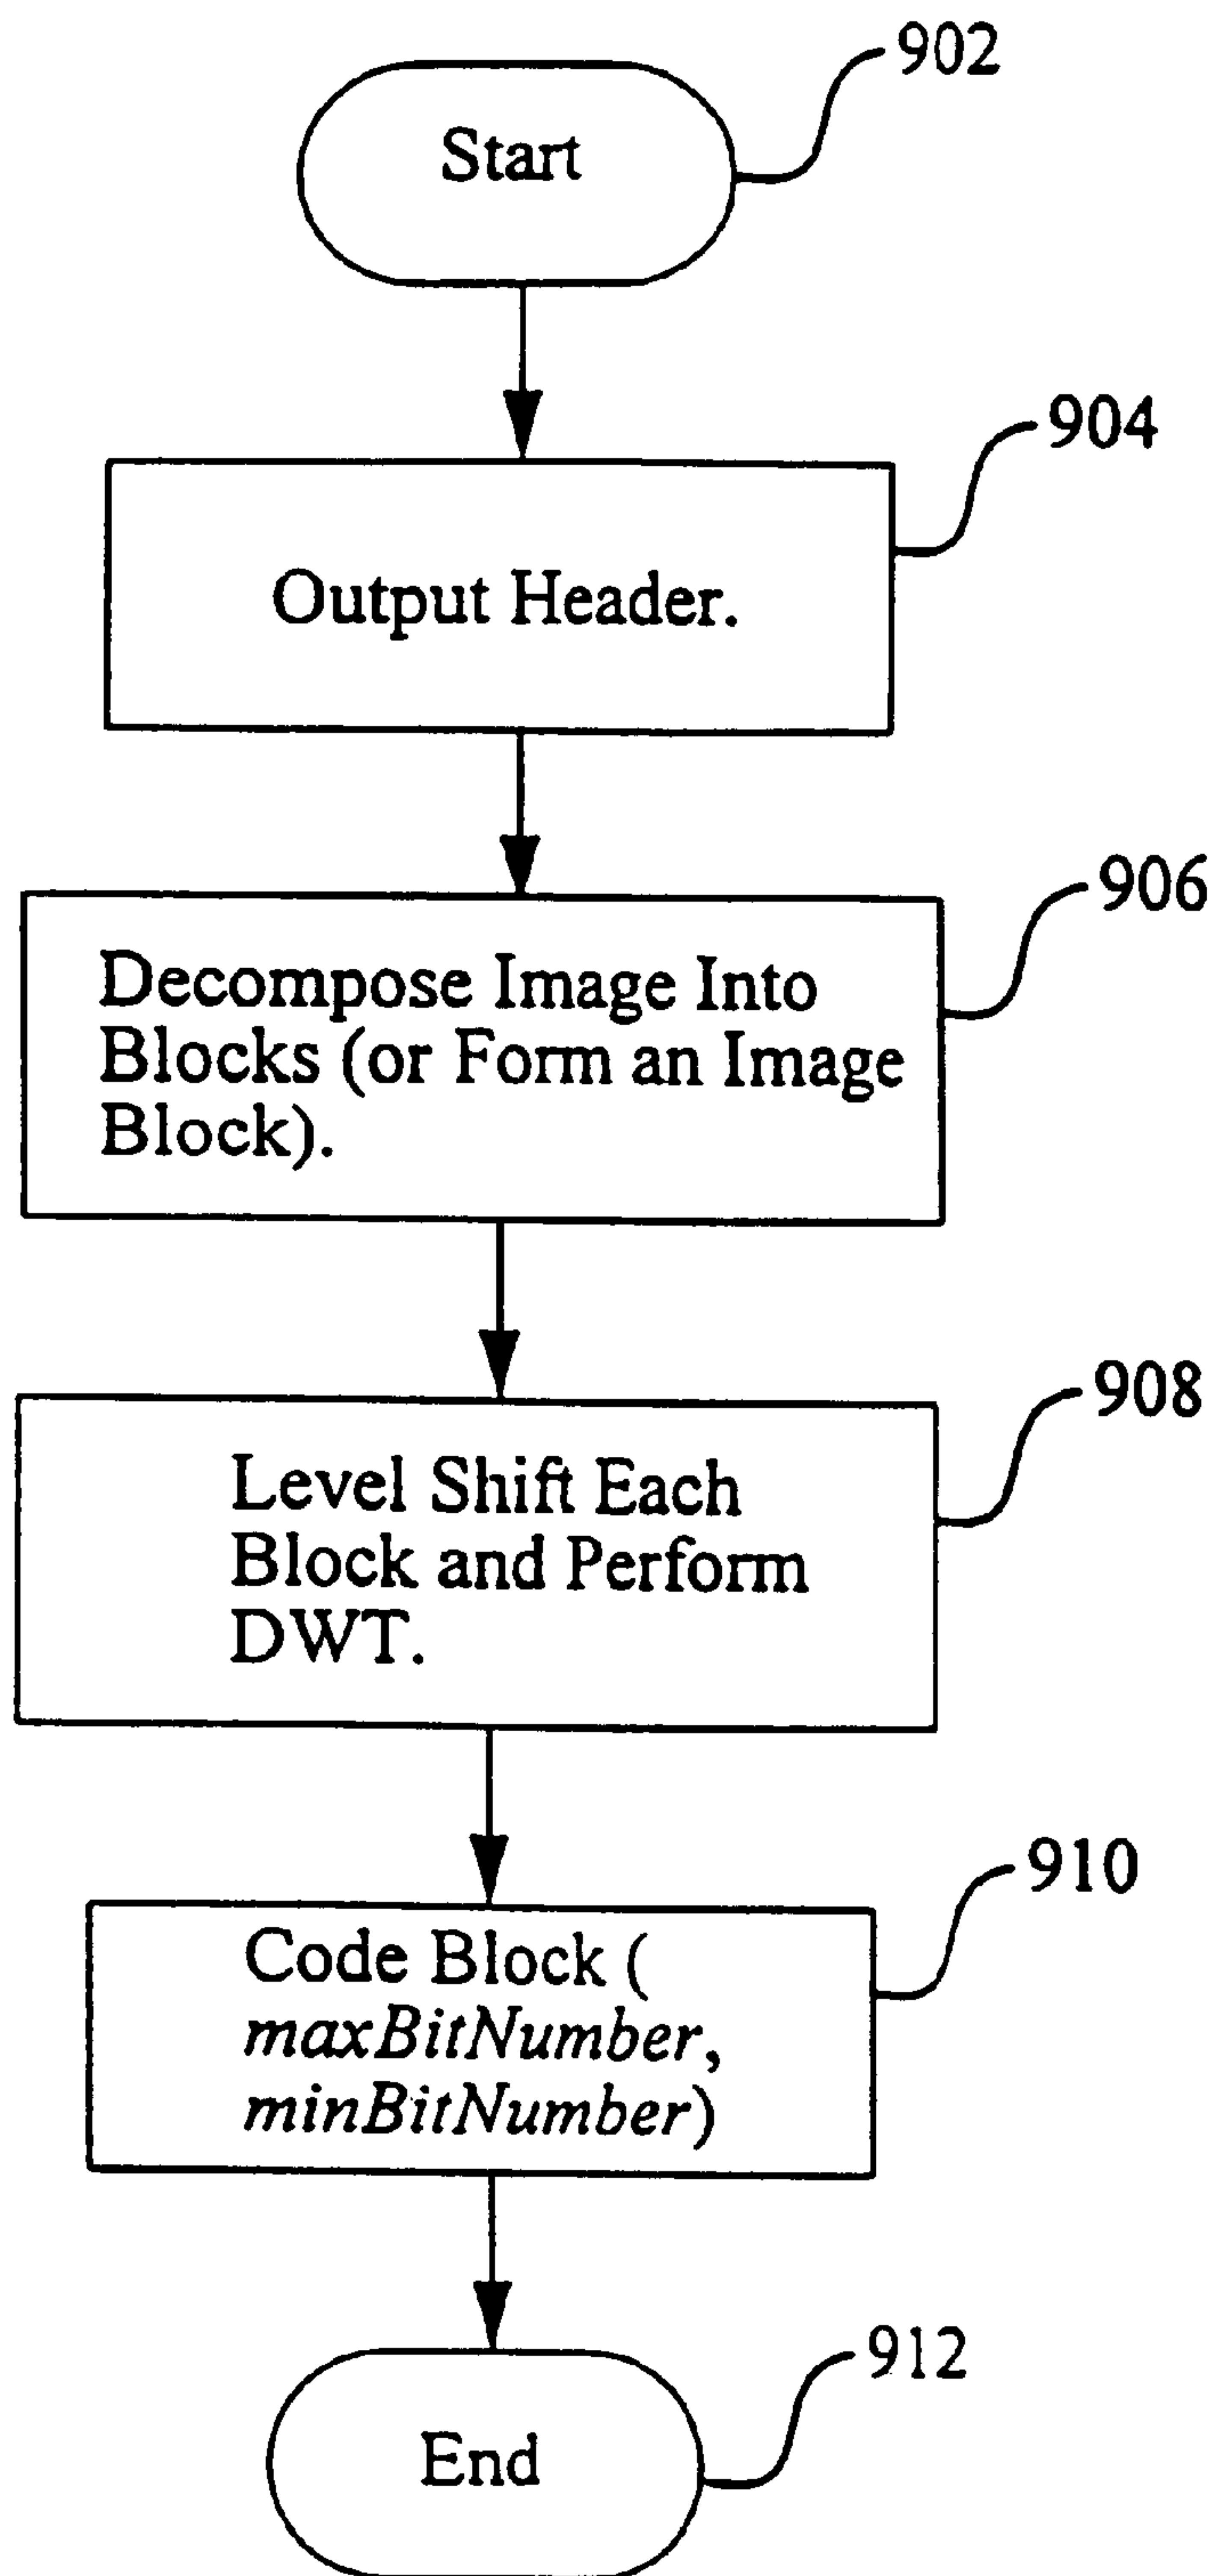 902
Start
904
Output Header.
906
Decompose Image Into
Blocks (or Form an Image
Block).
908
Level Shift Each
Block and Perform
DWT.
910
Code Block (
maxBitNumber,
minBitNumber)
912
End